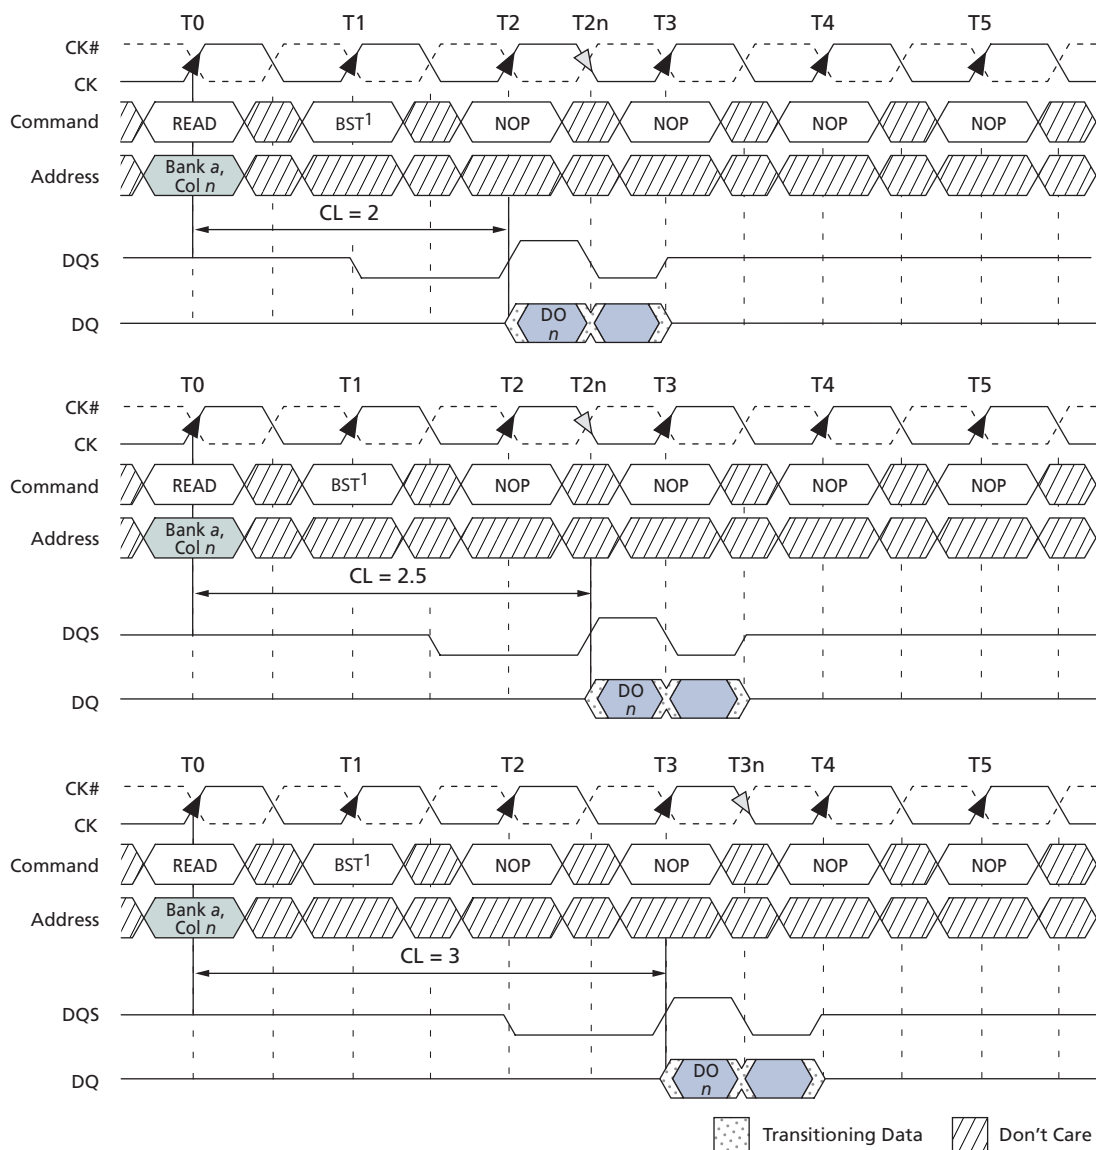 T0 T1 T2 T2n T3 T4 T5
CK#
CK
Command READ BST1 NOP NOP NOP NOP
Address Bank a,
Col n
CL = 2
DQS
DQ DO
n
T0 T1 T2 T2n T3 T4 T5
CK#
CK
Command READ BST1 NOP NOP NOP NOP
Address Bank a,
Col n
CL = 2.5
DQS
DQ DO
n
T0 T1 T2 T3 T3n T4 T5
CK#
CK
Command READ BST1 NOP NOP NOP NOP
Address Bank a,
Col n
CL = 3
DQS
DQ DO
n
Transitioning Data Don't Care